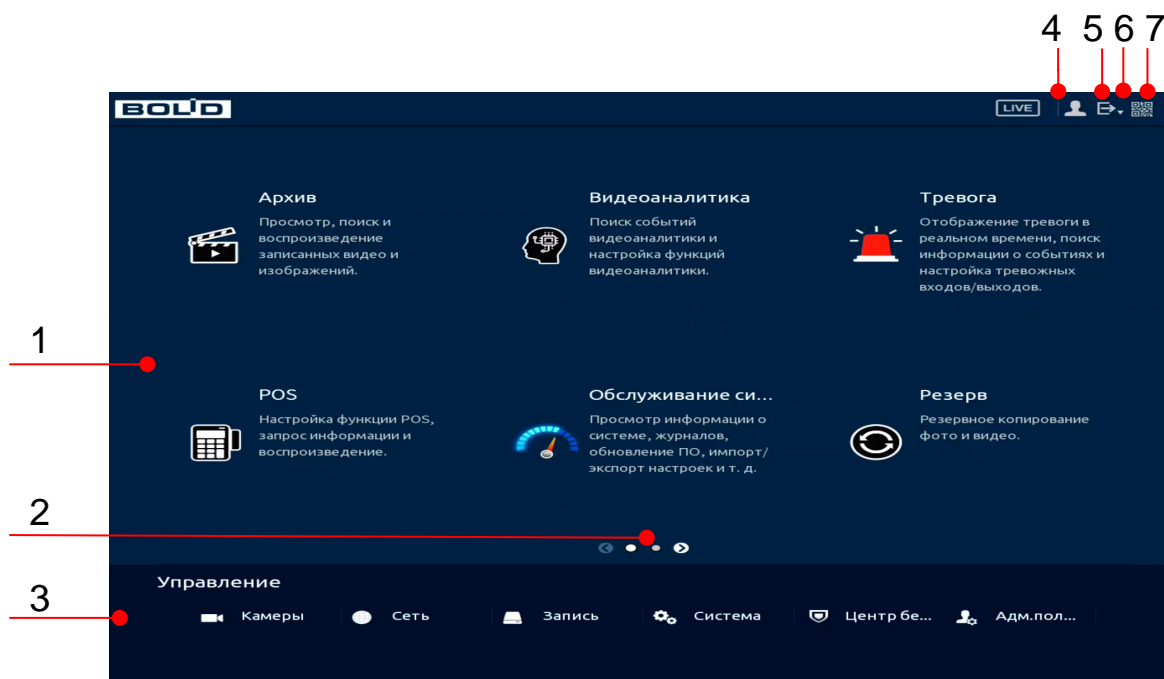 4 5 6 7
BOLID
LIVE
Архив
Просмотр, поиск и
воспроизведение
записанных видео и
изображений.
Видеоаналитика
Поиск событий
видеоаналитики и
настройка функций
видеоаналитики.
Тревога
Отображение тревоги в
реальном времени, поиск
информации о событиях и
настройка тревожных
входов/выходов.
1
POS
Настройка функции POS,
запрос информации и
воспроизведение.
Обслуживание си...
Просмотр информации о
системе, журналов,
обновление ПО, импорт/
экспорт настроек и т. д.
Резерв
Резервное копирование
фото и видео.
2
Управление
3
Камеры Сеть Запись Система Центр бе... Адм.пол...